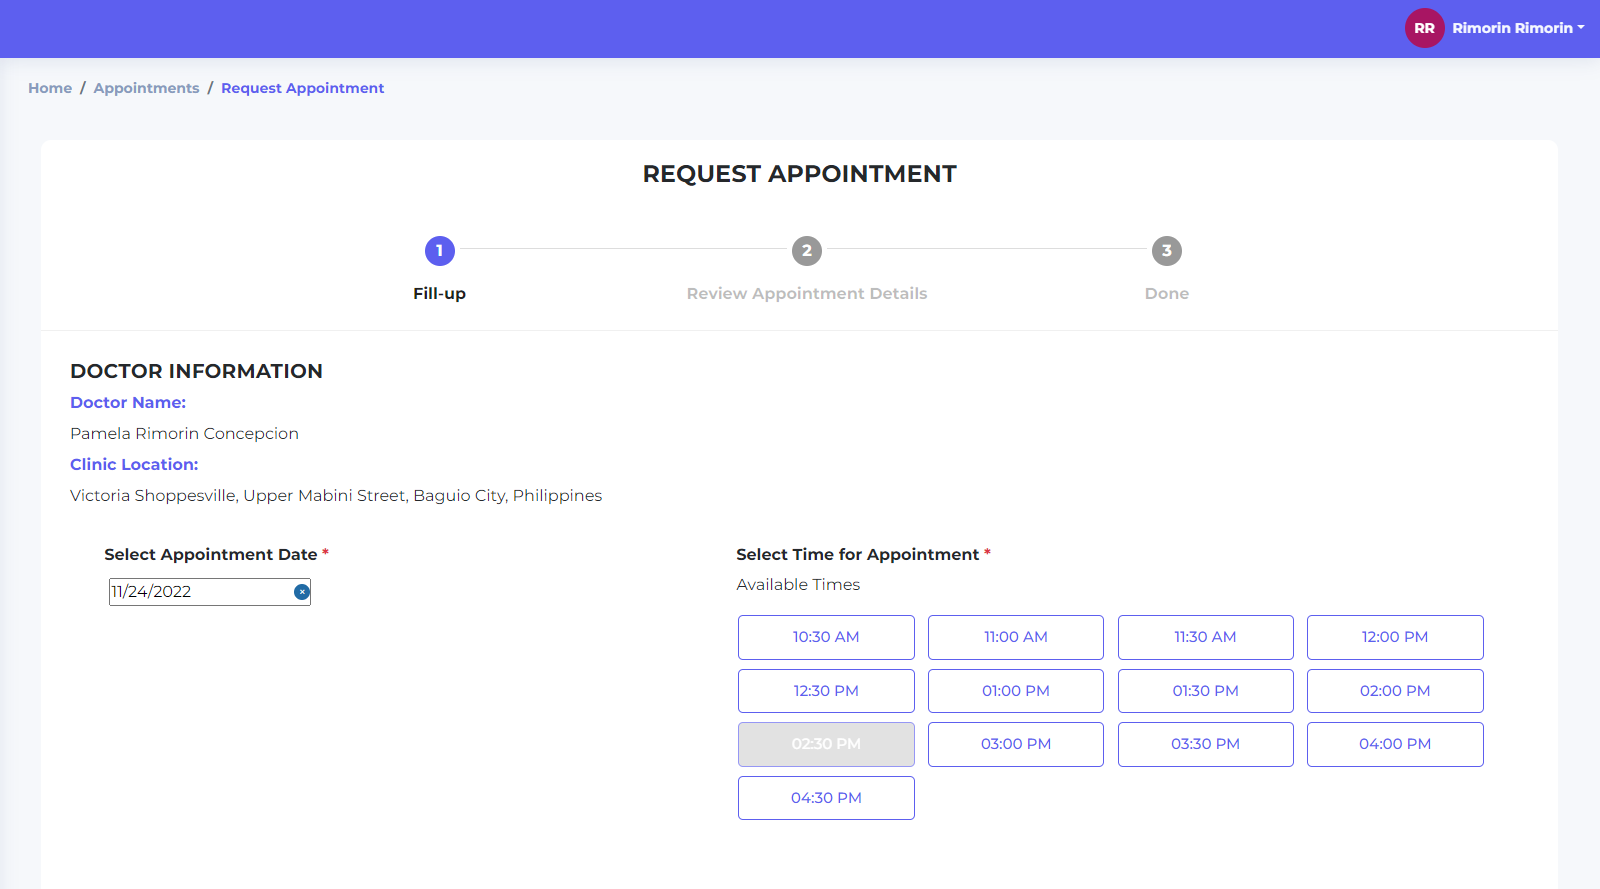 RR Rimorin Rimorin
Home / Appointments / Request Appointment
REQUEST APPOINTMENT
1 2 3
Fill-up Review Appointment Details Done
DOCTOR INFORMATION
Doctor Name:
Pamela Rimorin Concepcion
Clinic Location:
Victoria Shoppesville, Upper Mabini Street, Baguio City, Philippines
Select Appointment Date *
11/24/2022
Select Time for Appointment *
Available Times
10:30 AM 11:00 AM 11:30 AM 12:00 PM
12:30 PM 01:00 PM 01:30 PM 02:00 PM
02:30 PM 03:00 PM 03:30 PM 04:00 PM
04:30 PM